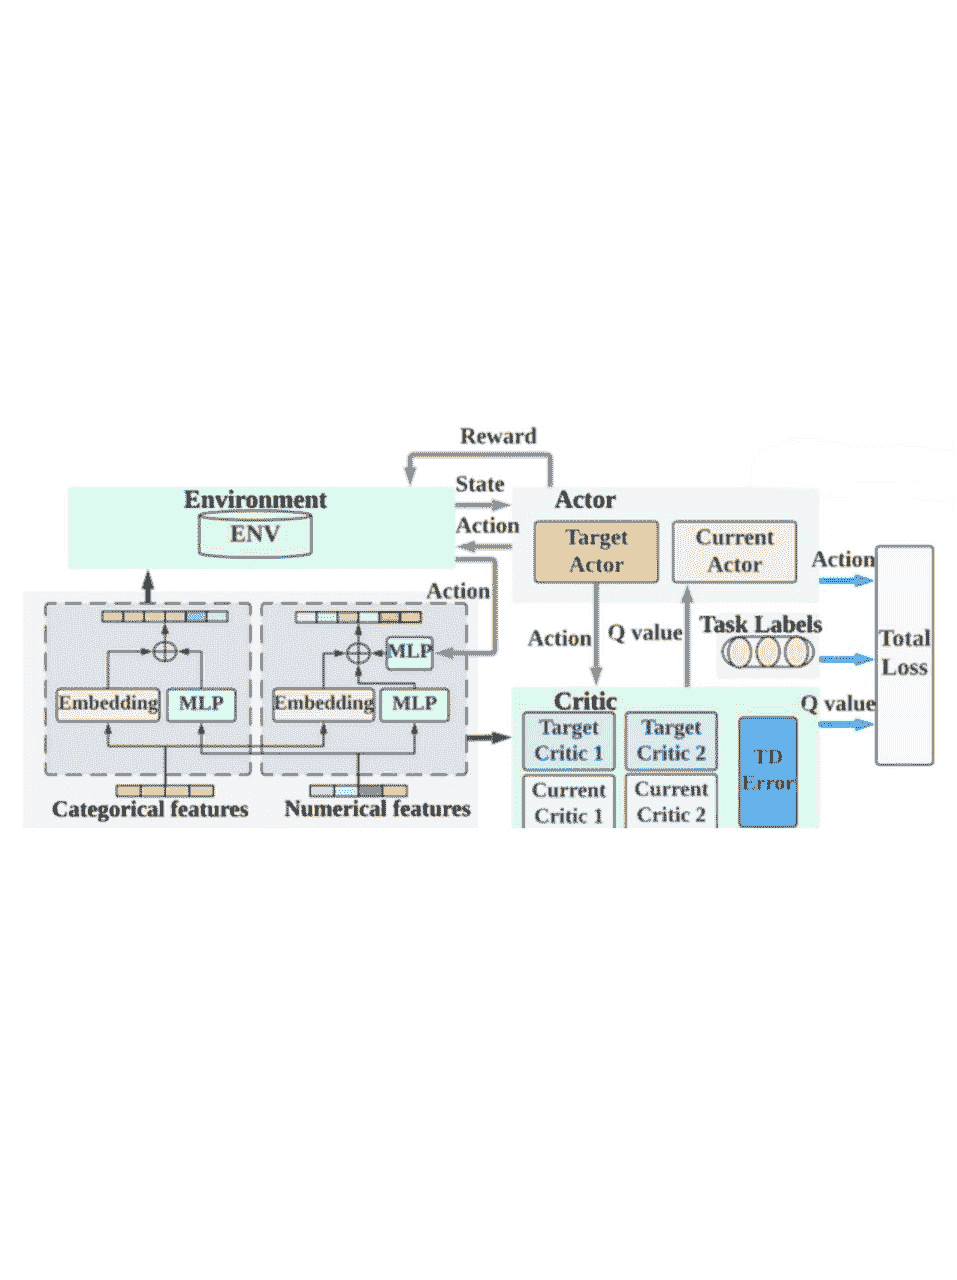 Reward
Environment
ENV
State
Action
Action
Actor
Target
Actor
Current
Actor
Action
Action
Q value
Task Labels
Total
Loss
Q value
MLP
Embedding
MLP
Embedding
MLP
Categorical features
Numerical features
Critic
Target
Critic 1
Target
Critic 2
Current
Critic 1
Current
Critic 2
TD
Error